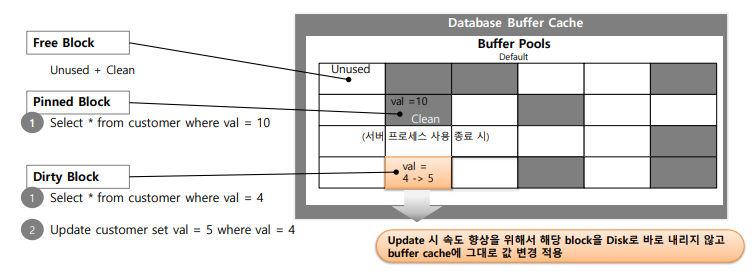 Database Buffer Cache
Buffer Pools
Default
Free Block
Unused + Clean
Unused
Pinned Block
1 Select * from customer where val = 10
val =10
Clean
(서버 프로세스 사용 종료 시)
Dirty Block
1 Select * from customer where val = 4
2 Update customer set val = 5 where val = 4
val =
4 -> 5
Update 시 속도 향상을 위해서 해당 block을 Disk로 바로 내리지 않고
buffer cache에 그대로 값 변경 적용